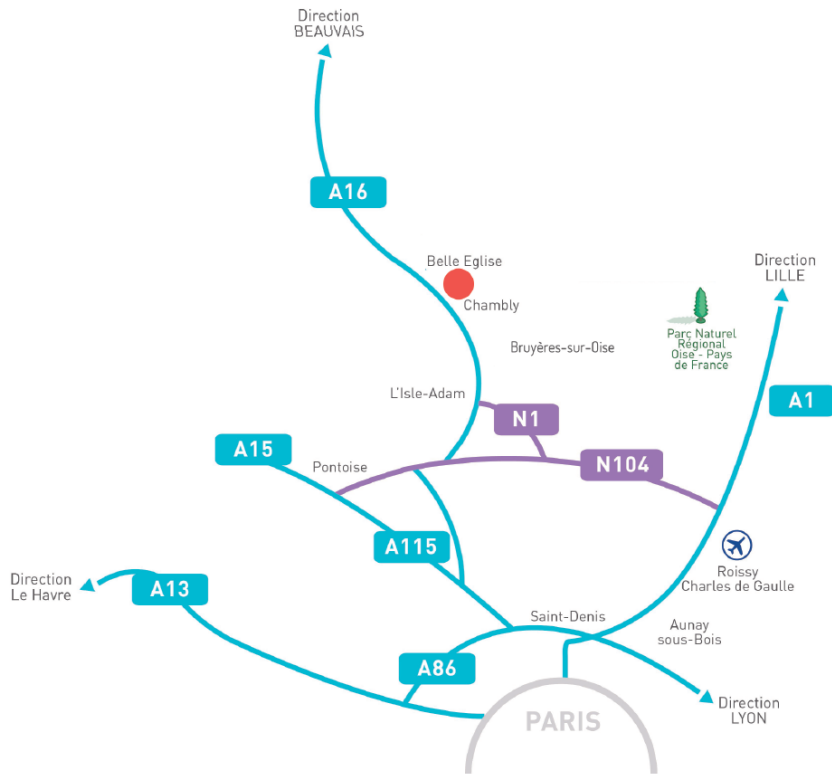 Direction
BEAUVAIS
A16
Belle Eglise
Chambly
Direction
LILLE
Parc Naturel
Régional
Oise - Pays
de France
Bruyères-sur-Oise
L'Isle-Adam
A1
N1
A15
Pontoise
N104
A115
Roissy
Charles de Gaulle
Direction
Le Havre
A13
Saint-Denis
Aunay
sous-Bois
A86
Direction
LYON
PARIS